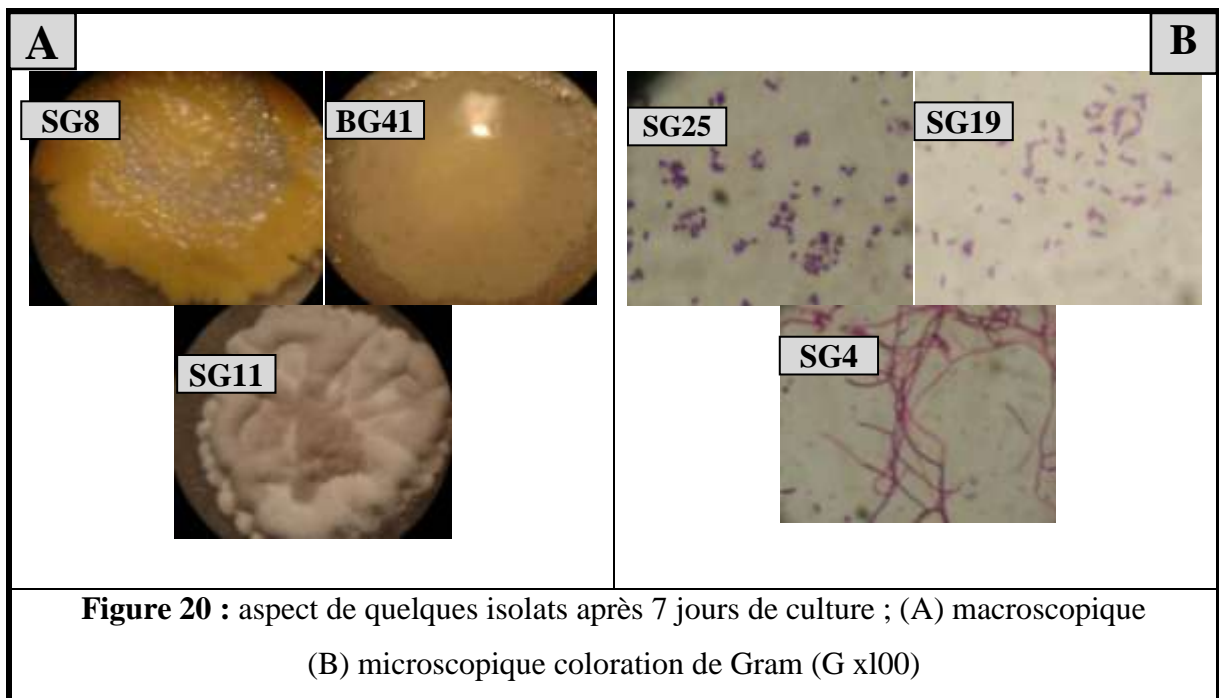 A
B
SG8
BG41
SG25
SG19
SG11
SG4
Figure 20 : aspect de quelques isolats après 7 jours de culture ; (A) macroscopique
(B) microscopique coloration de Gram (G xl00)